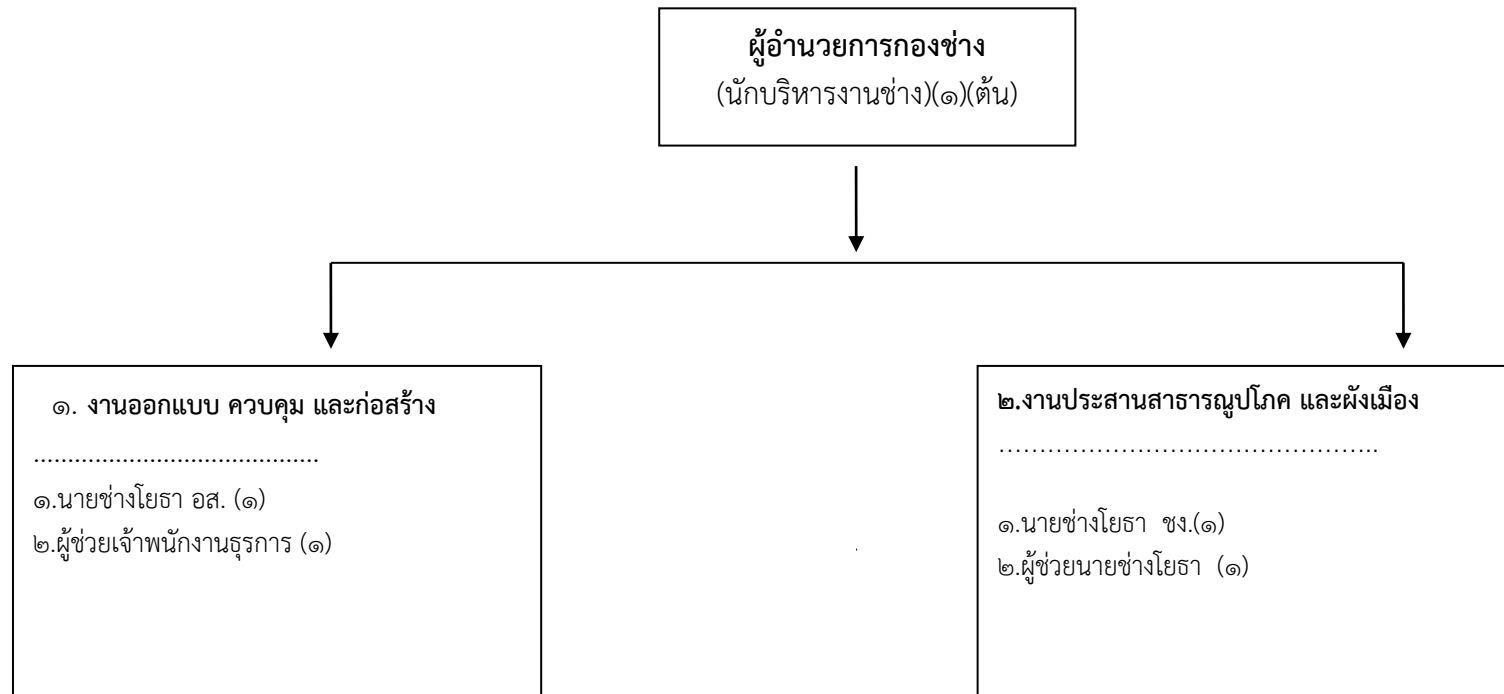 ผู้อำนวยการกองช่าง
(นักบริหารงานช่าง)(๑)(ต้น)
๑. งานออกแบบ ควบคุม และก่อสร้าง
..........................................
๑.นายช่างโยธา อส. (๑)
๒.ผู้ช่วยเจ้าพนักงานธุรการ (๑)
๒.งานประสานสาธารณูปโภค และผังเมือง
………………………………………..
๑.นายช่างโยธา  ชง.(๑)
๒.ผู้ช่วยนายช่างโยธา  (๑)